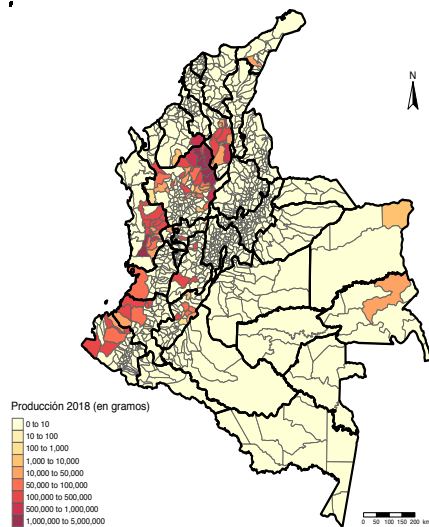 N
Producción 2018 (en gramos)
0 to 10
10 to 100
100 to 1,000
1,000 to 10,000
10,000 to 50,000
50,000 to 100,000
100,000 to 500,000
500,000 to 1,000,000
1,000,000 to 5,000,000
0 50 100 150 200 km